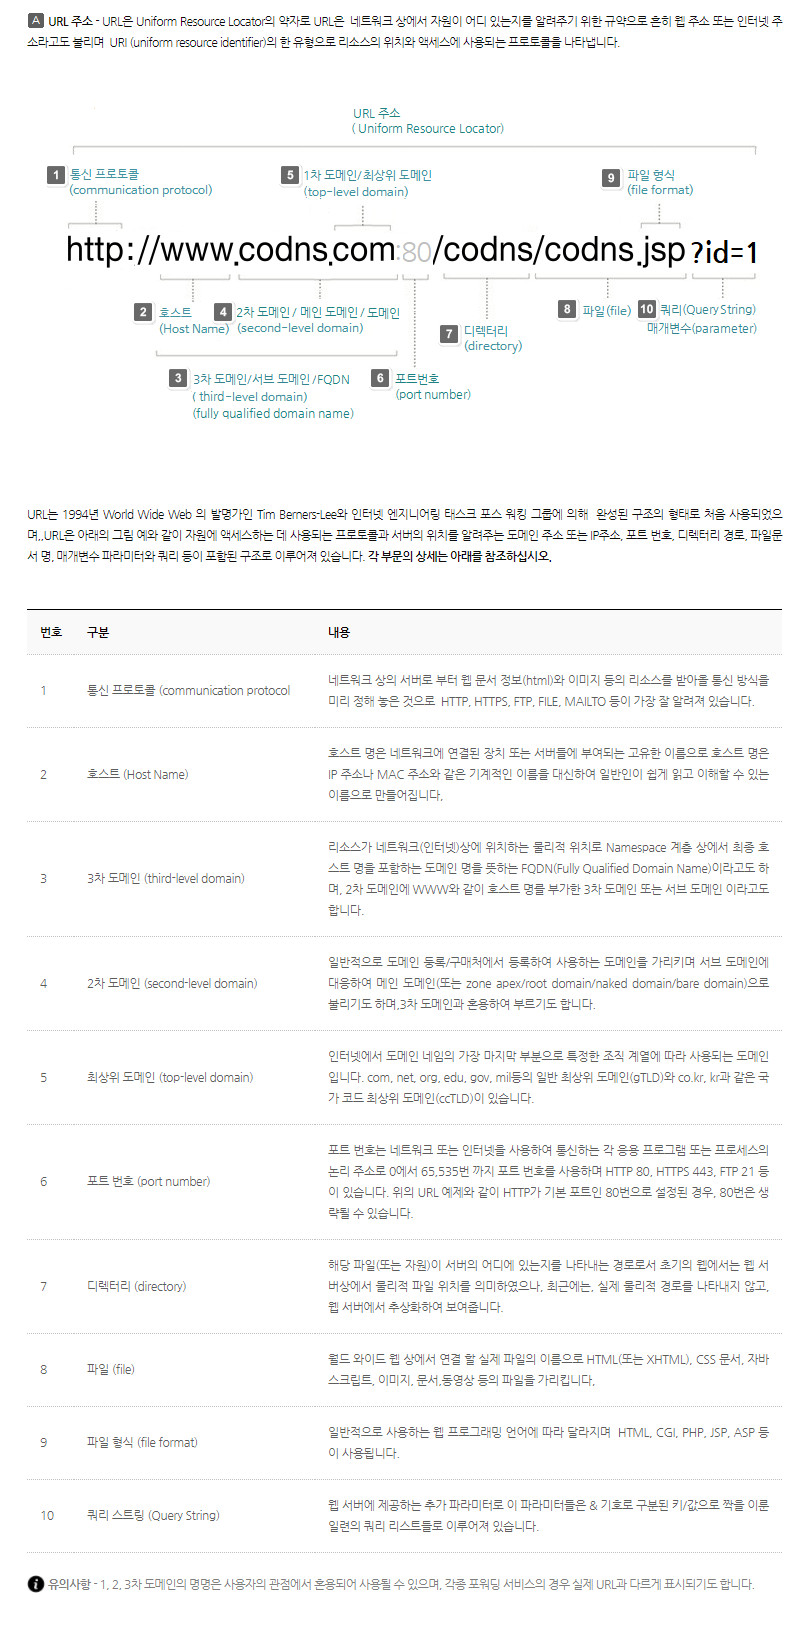 A URL 주소 - URL은 Uniform Resource Locator의 약자로 URL은 네트워크 상에서 자원이 어디 있는지를 알려주기 위한 규약으로 흔히 웹 주소 또는 인터넷 주
소라고도 불리며 URI (uniform resource identifier)의 한 유형으로 리소스의 위치와 액세스에 사용되는 프로토콜을 나타냅니다.
URL 주소
( Uniform Resource Locator)
1 통신 프로토콜
(communication protocol)
5 1차 도메인/ 최상위 도메인
(top-level domain)
9 파일 형식
(file format)
http://www.codns.com:80/codns/codns.jsp?id=1
2 호스트
(Host Name)
4 2차 도메인 / 메인 도메인 / 도메인
(second-level domain)
7 디렉터리
(directory)
8 파일(file)
10 쿼리(Query String)
매개변수(parameter)
3 3차 도메인/서브 도메인 /FQDN
( third-level domain)
(fully qualified domain name)
6 포트번호
(port number)
URL는 1994년 World Wide Web 의 발명가인 Tim Berners-Lee와 인터넷 엔지니어링 태스크 포스 워킹 그룹에 의해 완성된 구조의 형태로 처음 사용되었으
며,.URL은 아래의 그림 예와 같이 자원에 액세스하는 데 사용되는 프로토콜과 서버의 위치를 알려주는 도메인 주소 또는 IP주소, 포트 번호, 디렉터리 경로, 파일문
서 명, 매개변수 파라미터와 쿼리 등이 포함된 구조로 이루어져 있습니다. 각 부문의 상세는 아래를 참조하십시오.
번호 구분 내용
1 통신 프로토콜 (communication protocol
네트워크 상의 서버로 부터 웹 문서 정보(html)와 이미지 등의 리소스를 받아올 통신 방식을
미리 정해 놓은 것으로 HTTP, HTTPS, FTP, FILE, MAILTO 등이 가장 잘 알려져 있습니다.
2 호스트 (Host Name)
호스트 명은 네트워크에 연결된 장치 또는 서버들에 부여되는 고유한 이름으로 호스트 명은
IP 주소나 MAC 주소와 같은 기계적인 이름을 대신하여 일반인이 쉽게 읽고 이해할 수 있는
이름으로 만들어집니다,
3 3차 도메인 (third-level domain)
리소스가 네트워크(인터넷)상에 위치하는 물리적 위치로 Namespace 계층 상에서 최종 호
스트 명을 포함하는 도메인 명을 뜻하는 FQDN(Fully Qualified Domain Name)이라고도 하
며, 2차 도메인에 WWW와 같이 호스트 명를 부가한 3차 도메인 또는 서브 도메인 이라고도
합니다.
4 2차 도메인 (second-level domain)
일반적으로 도메인 등록/구매처에서 등록하여 사용하는 도메인을 가리키며 서브 도메인에
대응하여 메인 도메인(또는 zone apex/root domain/naked domain/bare domain)으로
불리기도 하며,3차 도메인과 혼용하여 부르기도 합니다.
5 최상위 도메인 (top-level domain)
인터넷에서 도메인 네임의 가장 마지막 부분으로 특정한 조직 계열에 따라 사용되는 도메인
입니다. com, net, org, edu, gov, mil등의 일반 최상위 도메인(gTLD)와 co.kr, kr과 같은 국
가 코드 최상위 도메인(ccTLD)이 있습니다.
6 포트 번호 (port number)
포트 번호는 네트워크 또는 인터넷을 사용하여 통신하는 각 응용 프로그램 또는 프로세스의
논리 주소로 0에서 65,535번 까지 포트 번호를 사용하며 HTTP 80, HTTPS 443, FTP 21 등
이 있습니다. 위의 URL 예제와 같이 HTTP가 기본 포트인 80번으로 설정된 경우, 80번은 생
략될 수 있습니다.
7 디렉터리 (directory)
해당 파일(또는 자원)이 서버의 어디에 있는지를 나타내는 경로로서 초기의 웹에서는 웹 서
버상에서 물리적 파일 위치를 의미하였으나, 최근에는, 실제 물리적 경로를 나타내지 않고,
웹 서버에서 추상화하여 보여줍니다.
8 파일 (file)
월드 와이드 웹 상에서 연결 할 실제 파일의 이름으로 HTML(또는 XHTML), CSS 문서, 자바
스크립트, 이미지, 문서,동영상 등의 파일을 가리킵니다,
9 파일 형식 (file format)
일반적으로 사용하는 웹 프로그래밍 언어에 따라 달라지며 HTML, CGI, PHP, JSP, ASP 등
이 사용됩니다.
10 쿼리 스트링 (Query String)
웹 서버에 제공하는 추가 파라미터로 이 파라미터들은 & 기호로 구분된 키/값으로 짝을 이룬
일련의 쿼리 리스트들로 이루어져 있습니다.
i 유의사항 - 1, 2, 3차 도메인의 명명은 사용자의 관점에서 혼용되어 사용될 수 있으며, 각종 포워딩 서비스의 경우 실제 URL과 다르게 표시되기도 합니다.